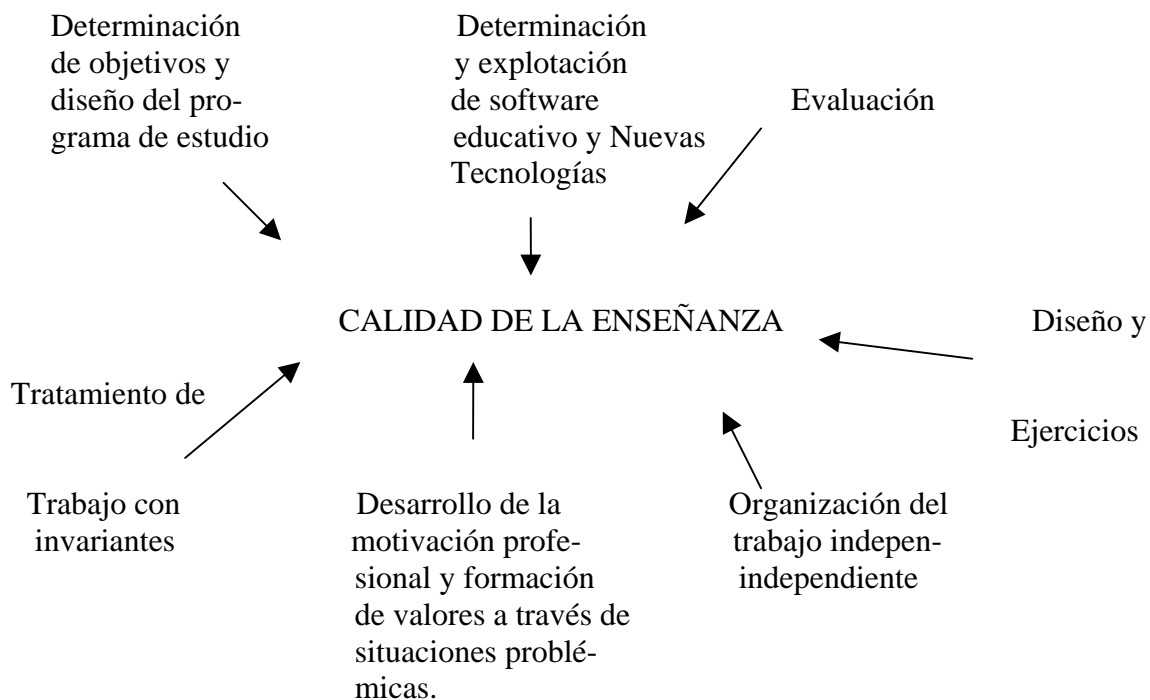 Determinación
de objetivos y
diseño del pro-
grama de estudio
Determinación
y explotación
de software
educativo y Nuevas
Tecnologías
Evaluación
CALIDAD DE LA ENSEÑANZA
Diseño y
Tratamiento de
Ejercicios
Trabajo con
invariantes
Desarrollo de la
motivación profe-
sional y formación
de valores a través de
situaciones problé-
micas.
Organización del
trabajo indepen-
independiente